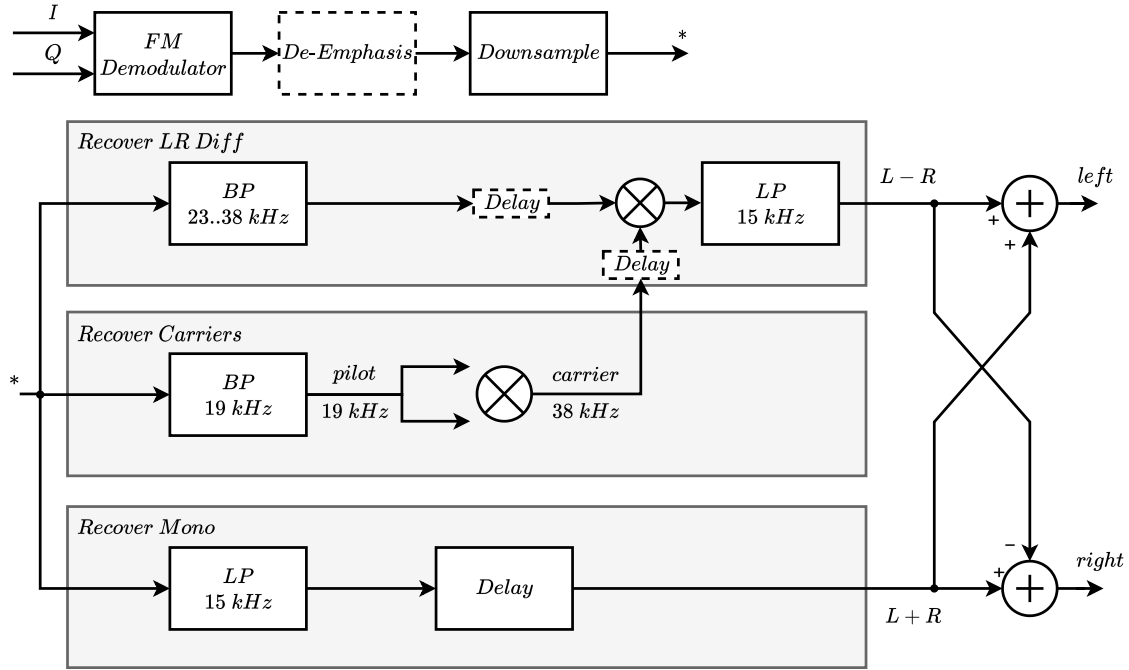 I
Q
FM
Demodulator
De-Emphasis
Downsample
*
Recover LR Diff
BP
23..38 kHz
Delay
LP
15 kHz
L − R
left
+
+
Delay
Recover Carriers
*
BP
19 kHz
pilot
19 kHz
carrier
38 kHz
Recover Mono
LP
15 kHz
Delay
L + R
−
+
right